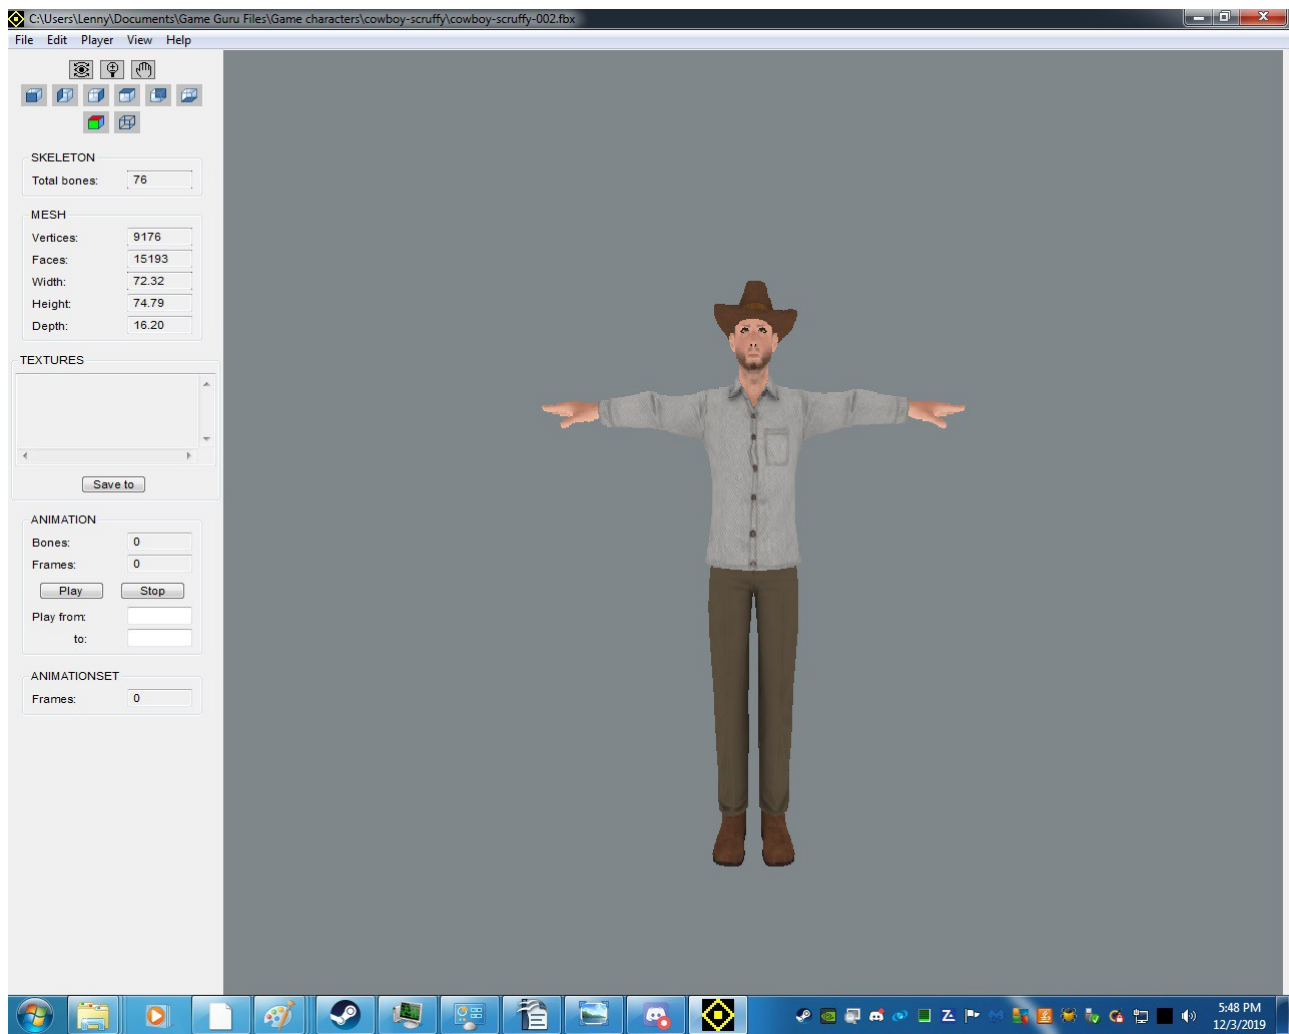 C:\Users\Lenny\Documents\Game Guru Files\Game characters\cowboy-scruffy\cowboy-scruffy-002.fbx
File Edit Player View Help
SKELETON
Total bones: 76
MESH
Vertices: 9176
Faces: 15193
Width: 72.32
Height: 74.79
Depth: 16.20
TEXTURES
Save to
ANIMATION
Bones: 0
Frames: 0
Play Stop
Play from:
to:
ANIMATIONSET
Frames: 0
5:48 PM
12/3/2019